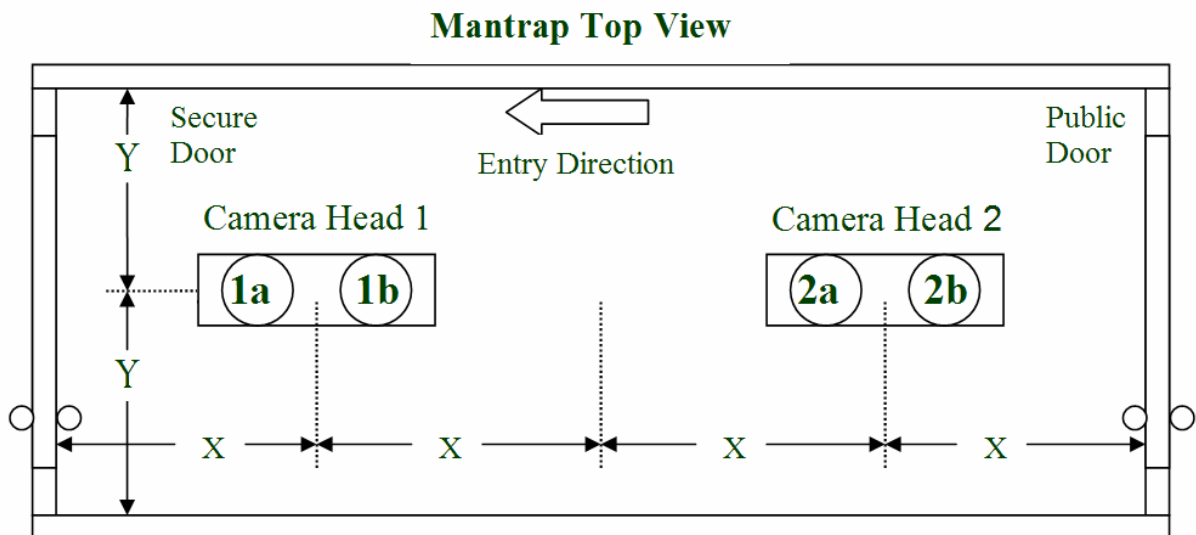 Mantrap Top View
Secure
Door
Public
Door
Y
Entry Direction
Camera Head 1
Camera Head 2
1a
1b
2a
2b
Y
X
X
X
X